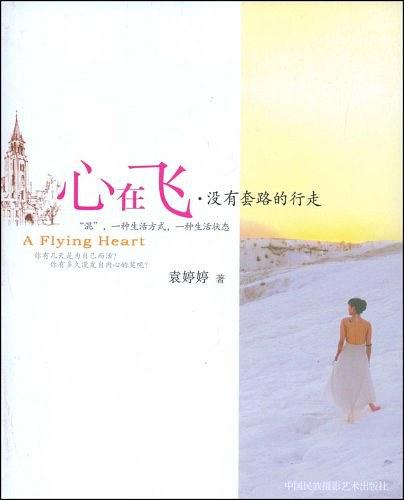 心在飞·没有套路的行走
“混”，一种生活方式，一种生活状态
A Flying Heart
你有几天是为自己而活?
你有多久没发自内心的笑呢?
袁婷婷 著
中国民族摄影艺术出版社